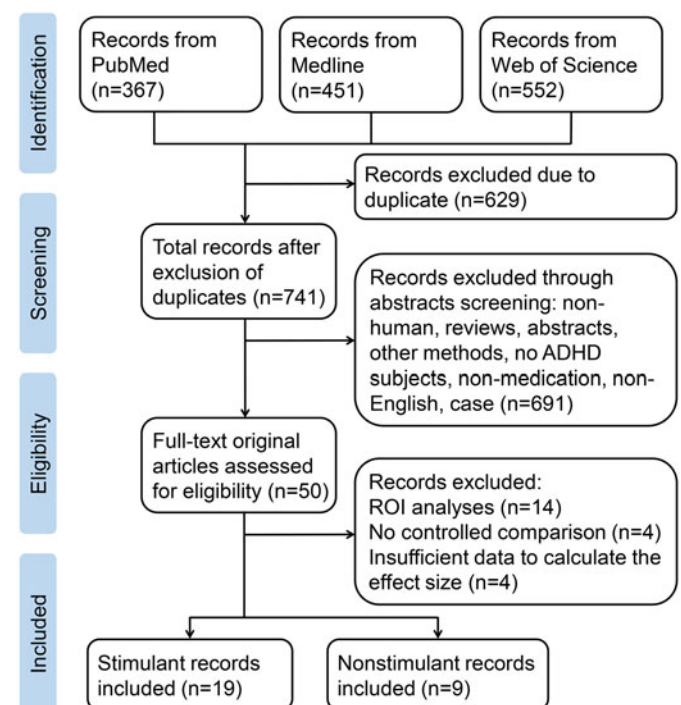 Identification
Records from
PubMed
(n=367)
Records from
Medline
(n=451)
Records from
Web of Science
(n=552)
Records excluded due to
duplicate (n=629)
Screening
Total records after
exclusion of
duplicates (n=741)
Records excluded through
abstracts screening: non-
human, reviews, abstracts,
other methods, no ADHD
subjects, non-medication, non-
English, case (n=691)
Eligibility
Full-text original
articles assessed
for eligibility (n=50)
Records excluded:
ROI analyses (n=14)
No controlled comparison (n=4)
Insufficient data to calculate the
effect size (n=4)
Included
Stimulant records
included (n=19)
Nonstimulant records
included (n=9)